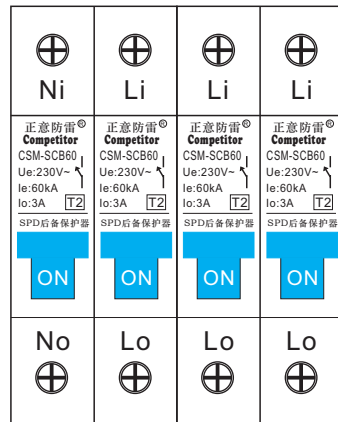 Ni Li Li Li
正意防雷® 正意防雷® 正意防雷® 正意防雷®
Competitor Competitor Competitor Competitor
CSM-SCB60 CSM-SCB60 CSM-SCB60 CSM-SCB60
Ue:230V~ Ue:230V~ Ue:230V~ Ue:230V~
Ie:60kA Ie:60kA Ie:60kA Ie:60kA
Io:3A T2 Io:3A T2 Io:3A T2 Io:3A T2
SPD后备保护器 SPD后备保护器 SPD后备保护器 SPD后备保护器
ON ON ON ON
No Lo Lo Lo